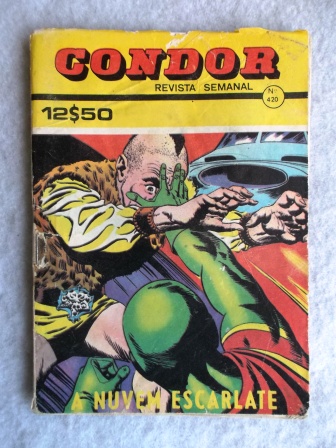 CONDOR
REVISTA SEMANAL
Nº
420
12$50
A NUVEM ESCARLATE